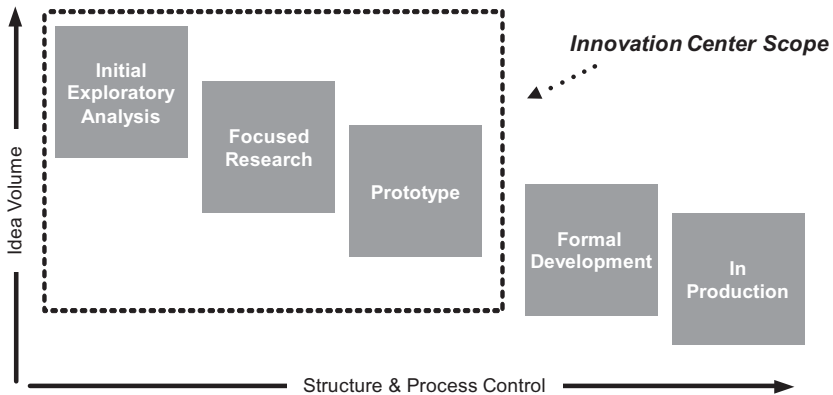 Innovation Center Scope
Initial
Exploratory
Analysis
Focused
Research
Prototype
Formal
Development
In
Production
Idea Volume
Structure & Process Control